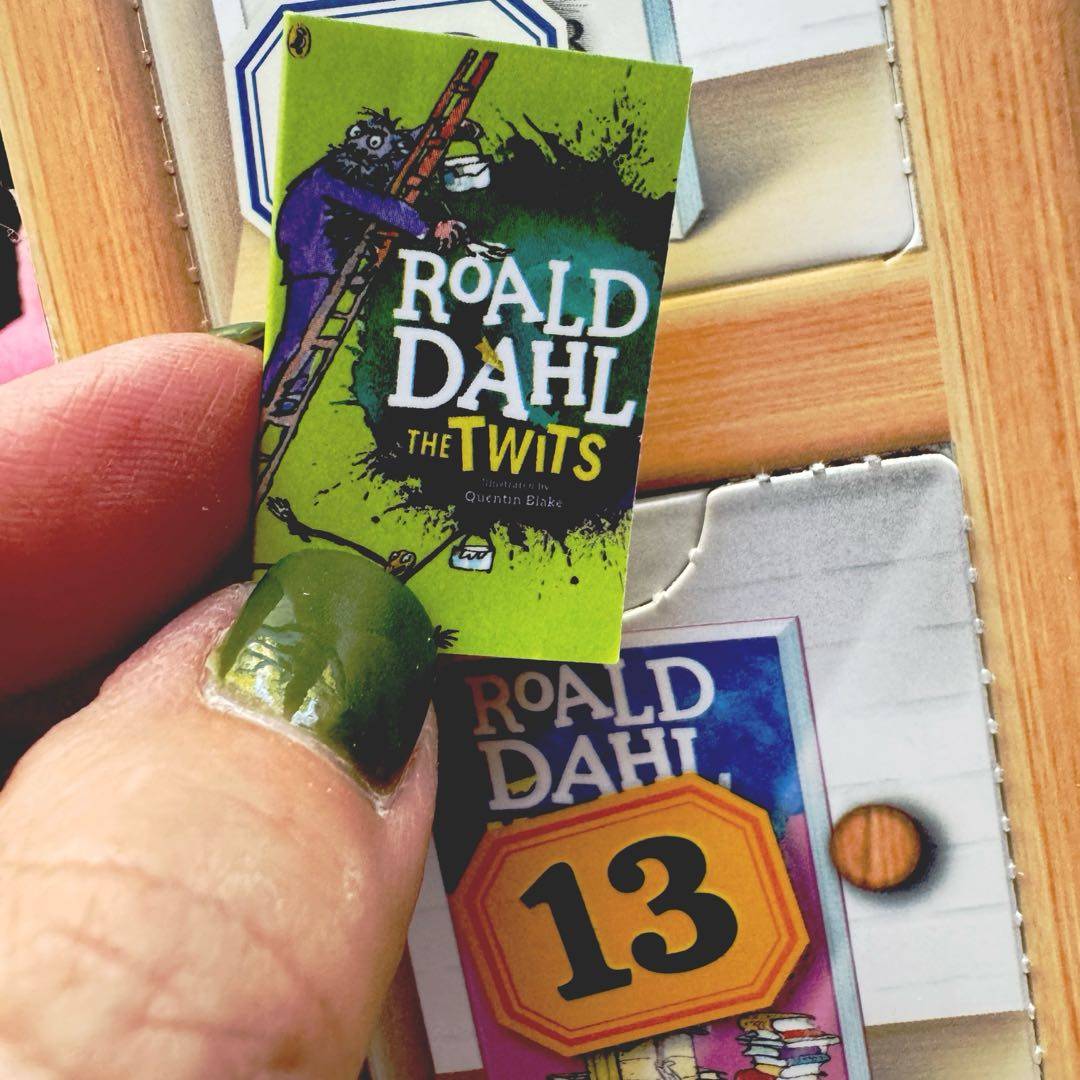 ROALD
DAHL
THE TWITS
Illustrated by
Quentin Blake
ROALD
DAHL
13